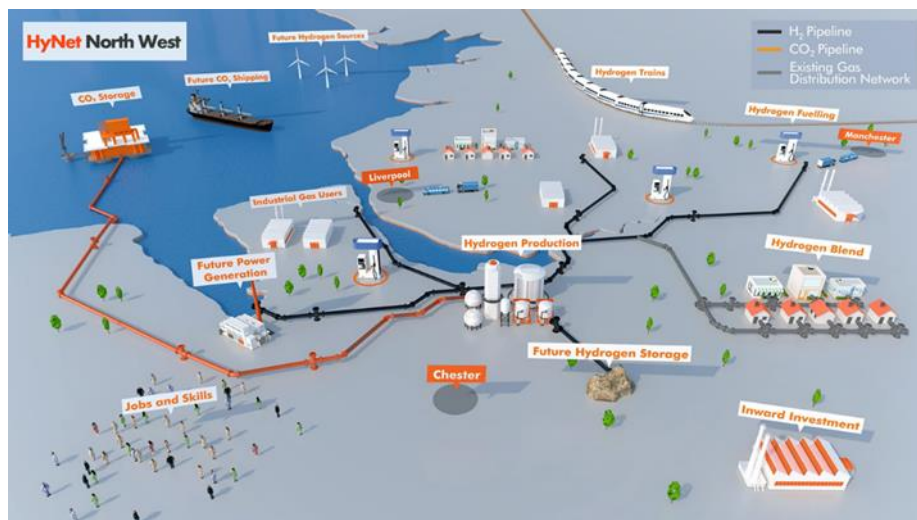 HyNet North West
Future Hydrogen Sources
H2 Pipeline
CO2 Pipeline
Existing Gas
Distribution Network
Future CO2 Shipping
CO2 Storage
Hydrogen Trains
Hydrogen Fuelling
Manchester
Liverpool
Industrial Gas Users
Hydrogen Production
Future Power
Generation
Hydrogen Blend
Future Hydrogen Storage
Chester
Jobs and Skills
Inward Investment